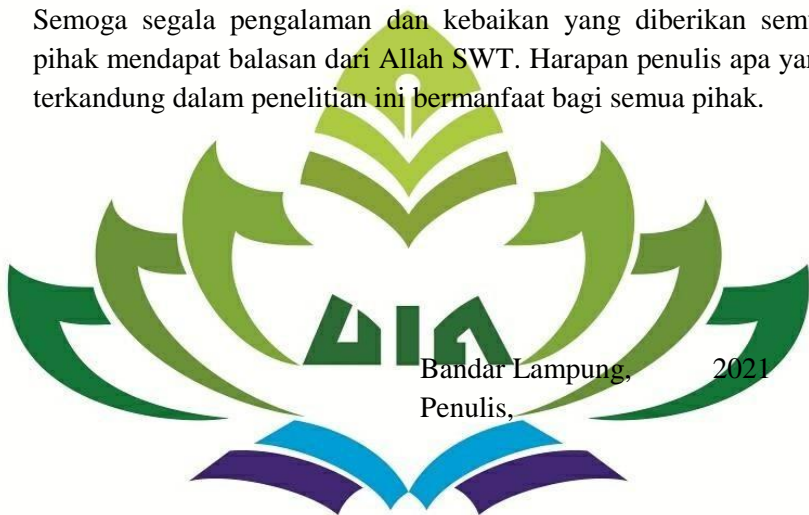 Semoga segala pengalaman dan kebaikan yang diberikan sem
pihak mendapat balasan dari Allah SWT. Harapan penulis apa ya
terkandung dalam penelitian ini bermanfaat bagi semua pihak.
UIN
Bandar Lampung, 2021
Penulis,